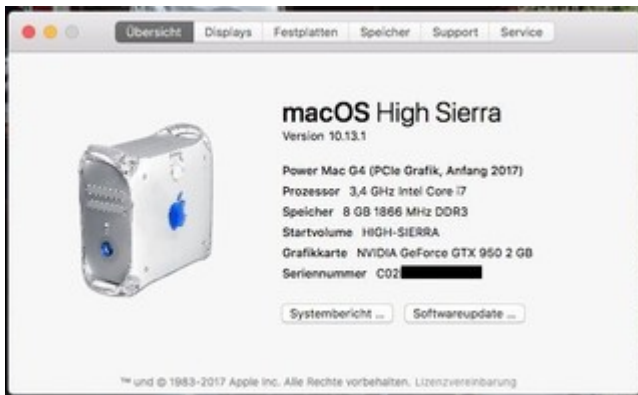 Übersicht Displays Festplatten Speicher Support Service
macOS High Sierra
Version 10.13.1
Power Mac G4 (PCIe Grafik, Anfang 2017)
Prozessor 3,4 GHz Intel Core i7
Speicher 8 GB 1866 MHz DDR3
Startvolume HIGH-SIERRA
Grafikkarte NVIDIA GeForce GTX 950 2 GB
Seriennummer C02
Systembericht ... Softwareupdate ...
™ und © 1983-2017 Apple Inc. Alle Rechte vorbehalten. Lizenzvereinbarung